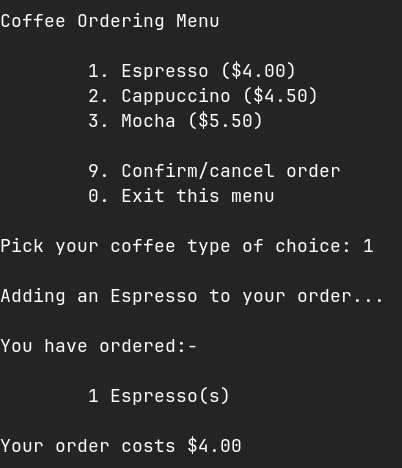 Coffee Ordering Menu
1. Espresso ($4.00)
2. Cappuccino ($4.50)
3. Mocha ($5.50)
9. Confirm/cancel order
0. Exit this menu
Pick your coffee type of choice: 1
Adding an Espresso to your order...
You have ordered:-
1 Espresso(s)
Your order costs $4.00